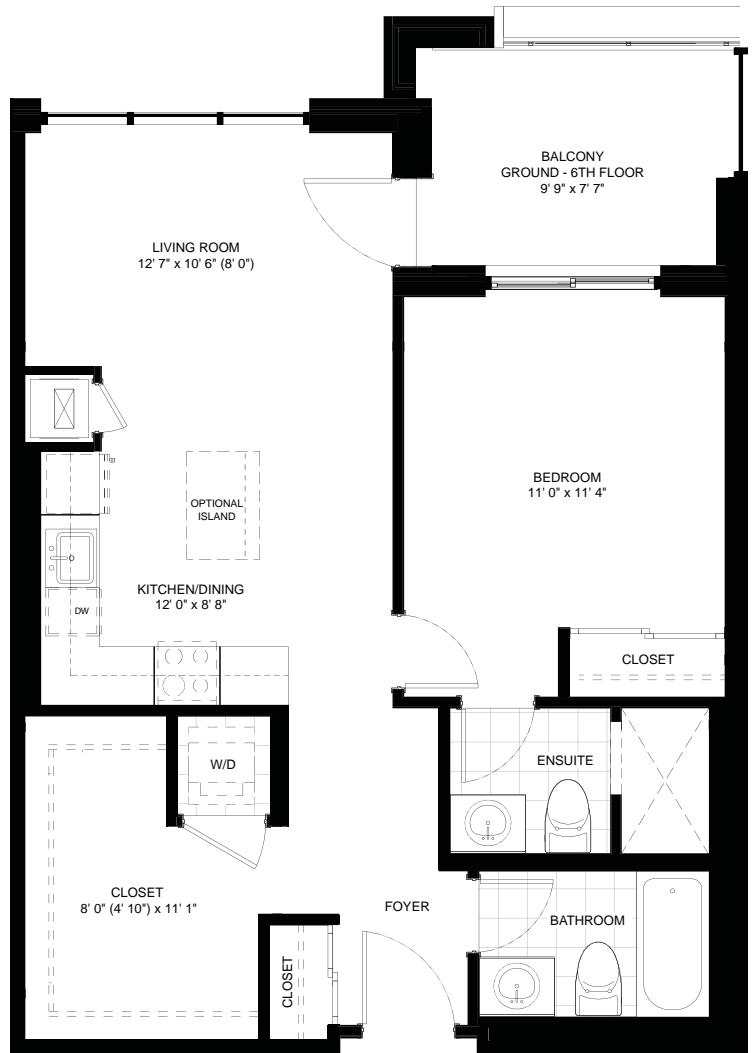 BALCONY
GROUND - 6TH FLOOR
9' 9" x 7' 7"
LIVING ROOM
12' 7" x 10' 6" (8' 0")
BEDROOM
11' 0" x 11' 4"
OPTIONAL
ISLAND
KITCHEN/DINING
12' 0" x 8' 8"
DW
CLOSET
W/D
ENSUITE
CLOSET
8' 0" (4' 10") x 11' 1"
FOYER
BATHROOM
CLOSET